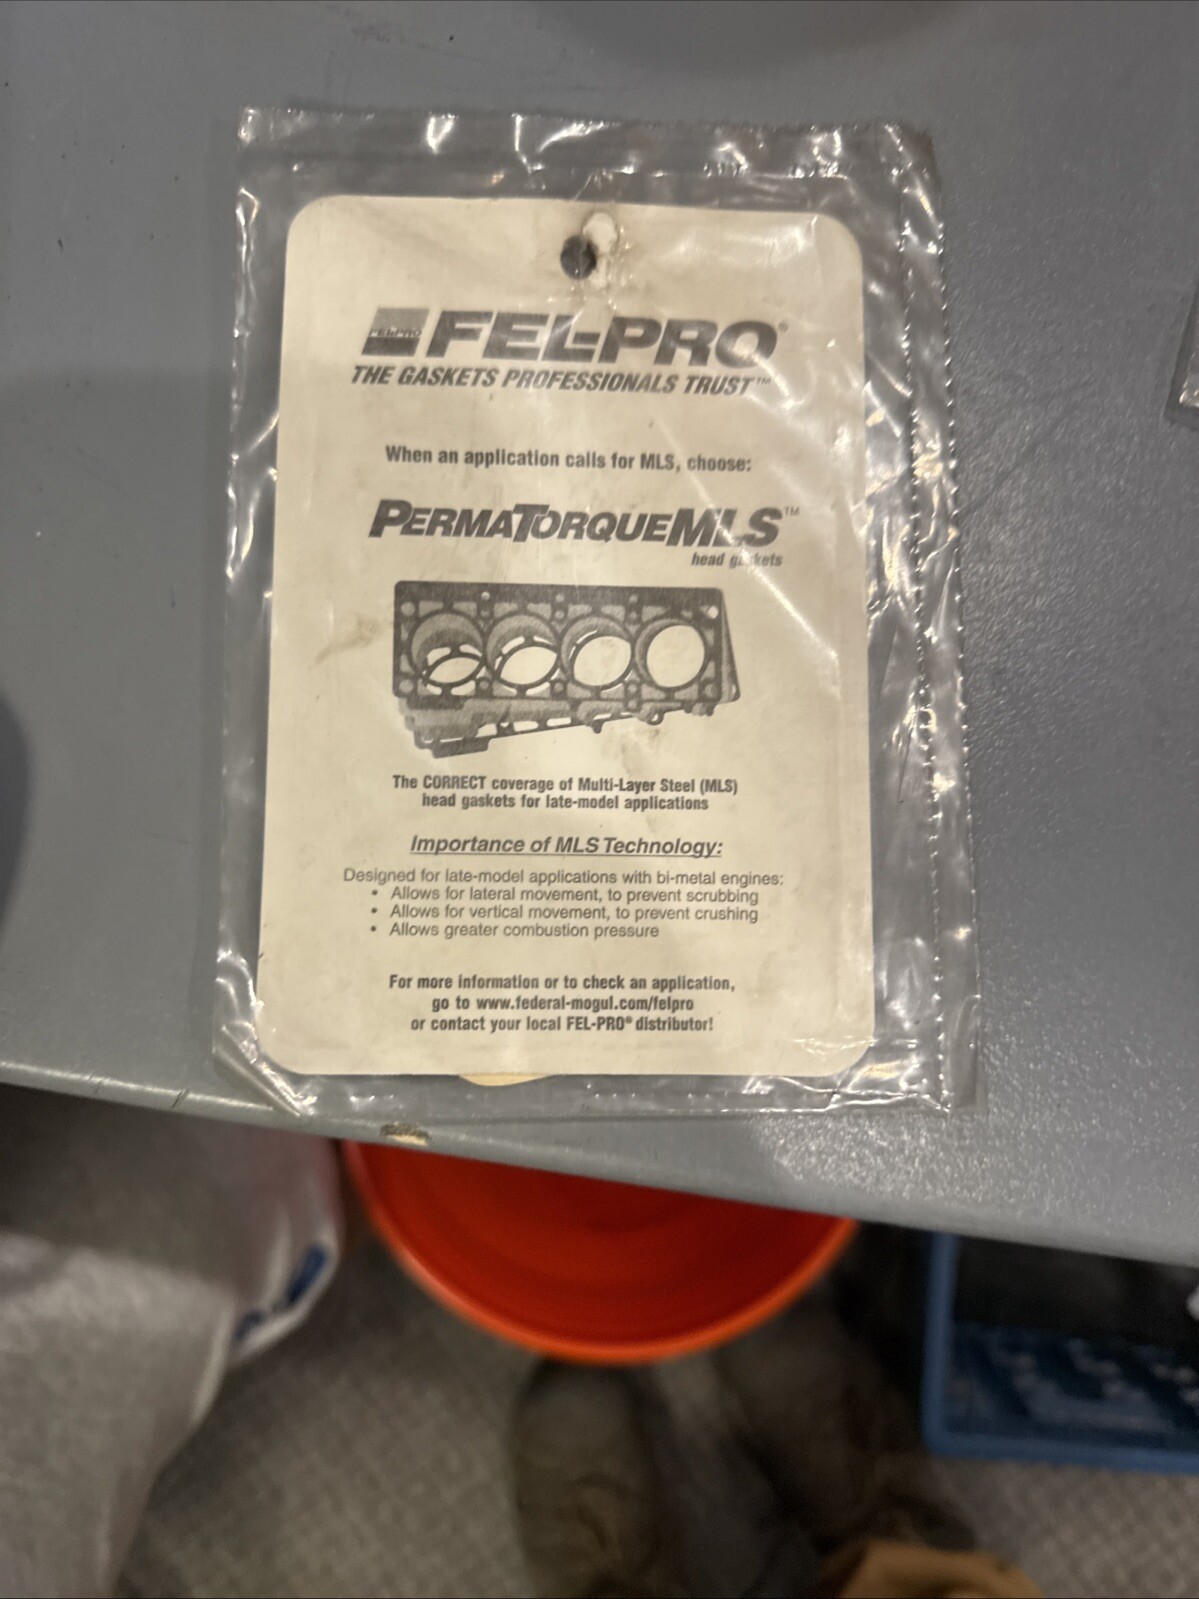 FEL-PRO
FEL-PRO®
THE GASKETS PROFESSIONALS TRUST™
When an application calls for MLS, choose:
PERMATORQUEMLS™
head gaskets
The CORRECT coverage of Multi-Layer Steel (MLS)
head gaskets for late-model applications
Importance of MLS Technology:
Designed for late-model applications with bi-metal engines:
• Allows for lateral movement, to prevent scrubbing
• Allows for vertical movement, to prevent crushing
• Allows greater combustion pressure
For more information or to check an application,
go to www.federal-mogul.com/felpro
or contact your local FEL-PRO® distributor!